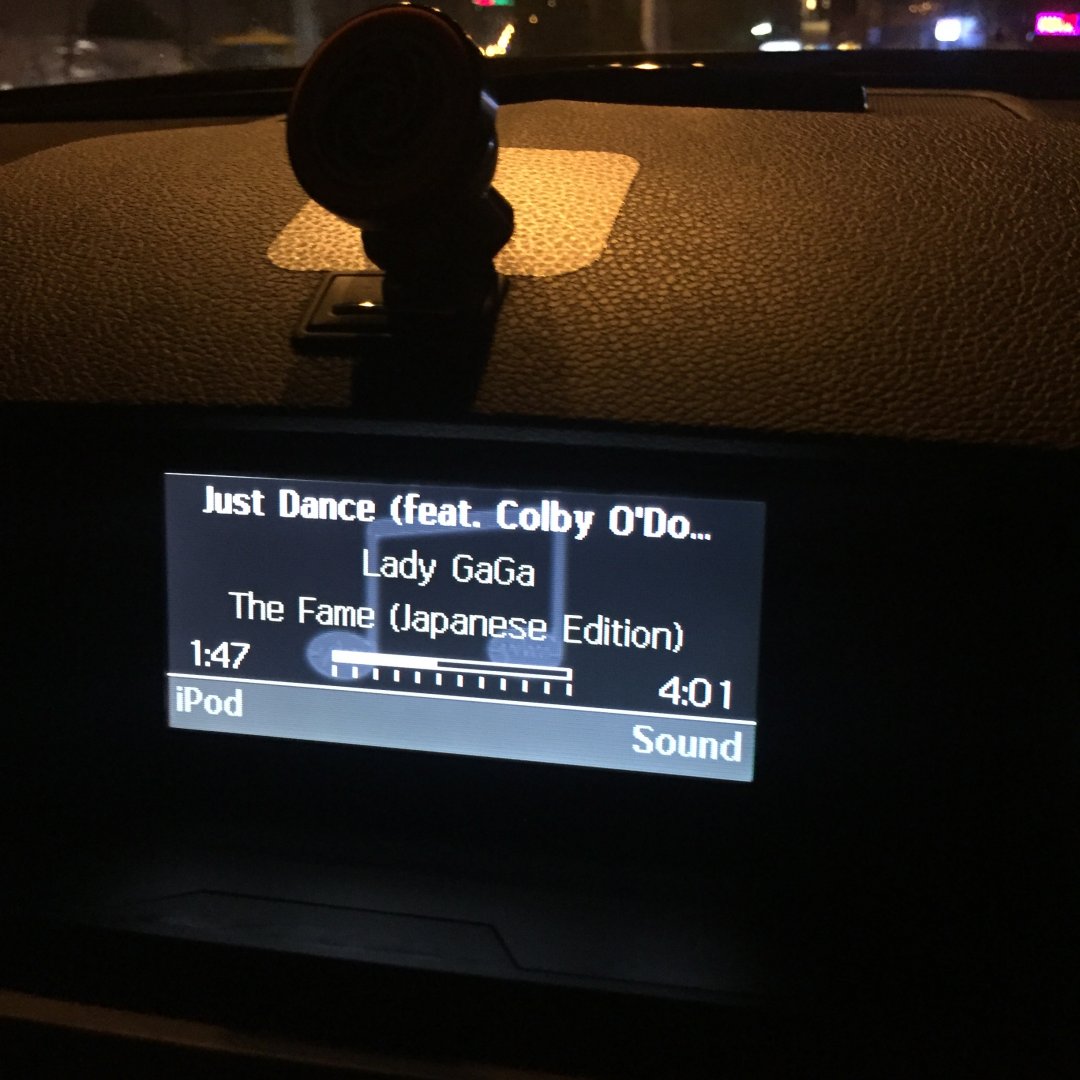 Just Dance (feat. Colby O'Do...
Lady GaGa
The Fame (Japanese Edition)
1:47 4:01
iPod Sound